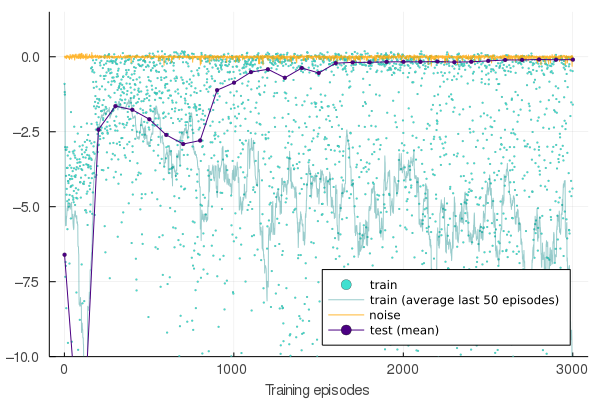 0.0
−2.5
−5.0
−7.5
−10.0
0
1000
2000
3000
Training episodes
train
train (average last 50 episodes)
noise
test (mean)